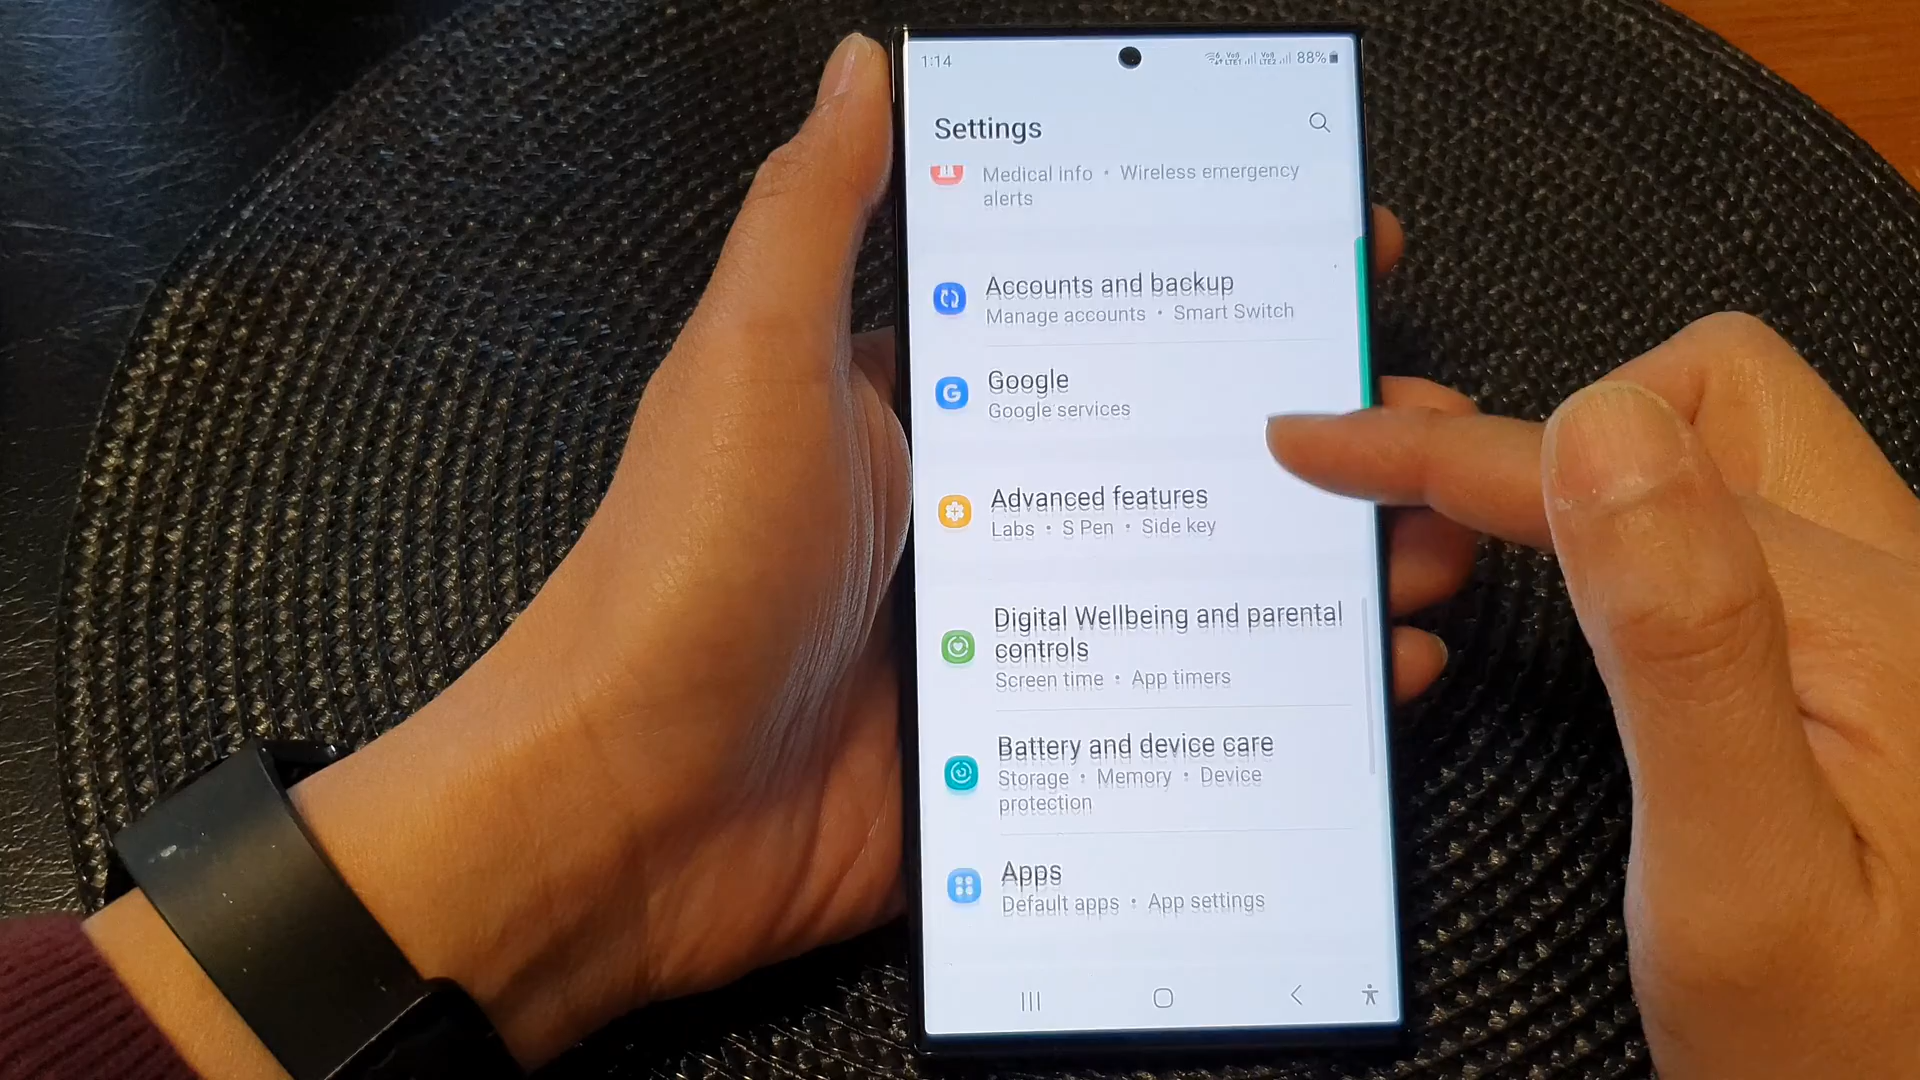 1:14
88%
Settings
Medical info • Wireless emergency
alerts
Accounts and backup
Manage accounts • Smart Switch
G
Google
Google services
Advanced features
Labs • S Pen • Side key
Digital Wellbeing and parental
controls
Screen time • App timers
Battery and device care
Storage • Memory • Device
protection
Apps
Default apps • App settings